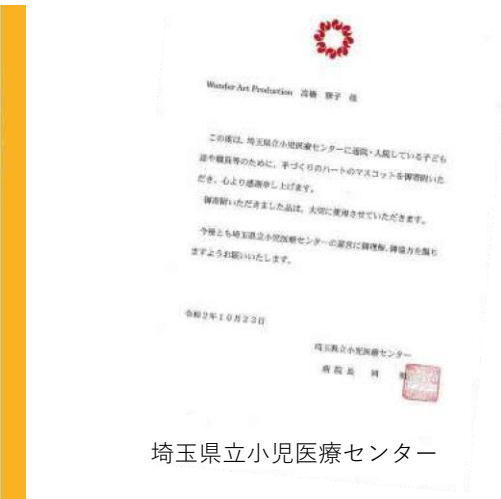 Wonder Art Production 高橋 雅子 様
この度は、埼玉県立小児医療センターに通院・入院している子ども
達や職員等のために、手づくりのハートのマスコットを御寄附いた
だき、心より感謝申し上げます。
御寄附いただきました品は、大切に使用させていただきます。
今後とも埼玉県立小児医療センターの運営に御理解、御協力を賜り
ますようお願いいたします。
令和2年10月23日
埼玉県立小児医療センター
病院長 岡
埼玉県立小児医療センター